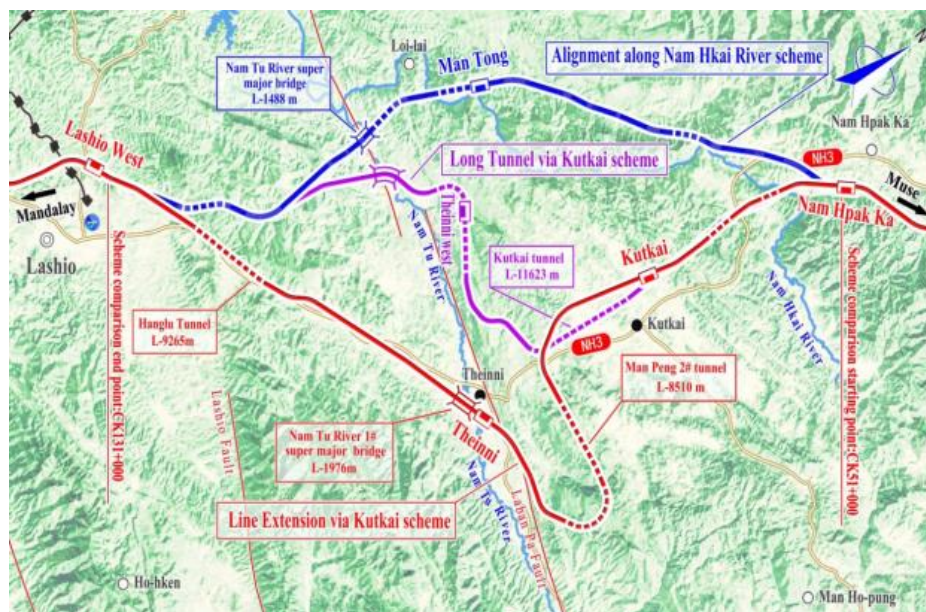 Loi-lai
Nam Tu River super
major bridge
L-1488 m
Man Tong
Alignment along Nam Hkai River scheme
N
Nam Hpak Ka
Lashio West
Long Tunnel via Kutkai scheme
NH3
Muse
Mandalay
Nam Hpak Ka
Theinni west
Nam Tu River
Lashio
Kutkai tunnel
L-11623 m
Kutkai
Scheme comparison end point:CK131+000
Scheme comparison starting point:CK51+000
Nam Hkai River
Hanglu Tunnel
L-9265m
Kutkai
NH3
Man Peng 2# tunnel
L-8510 m
Theinni
Lashio Fault
Nam Tu River 1#
super major bridge
L-1976m
Theinni
Nam Tu River
Laban Pa Fault
Line Extension via Kutkai scheme
Ho-hken
Man Ho-pung